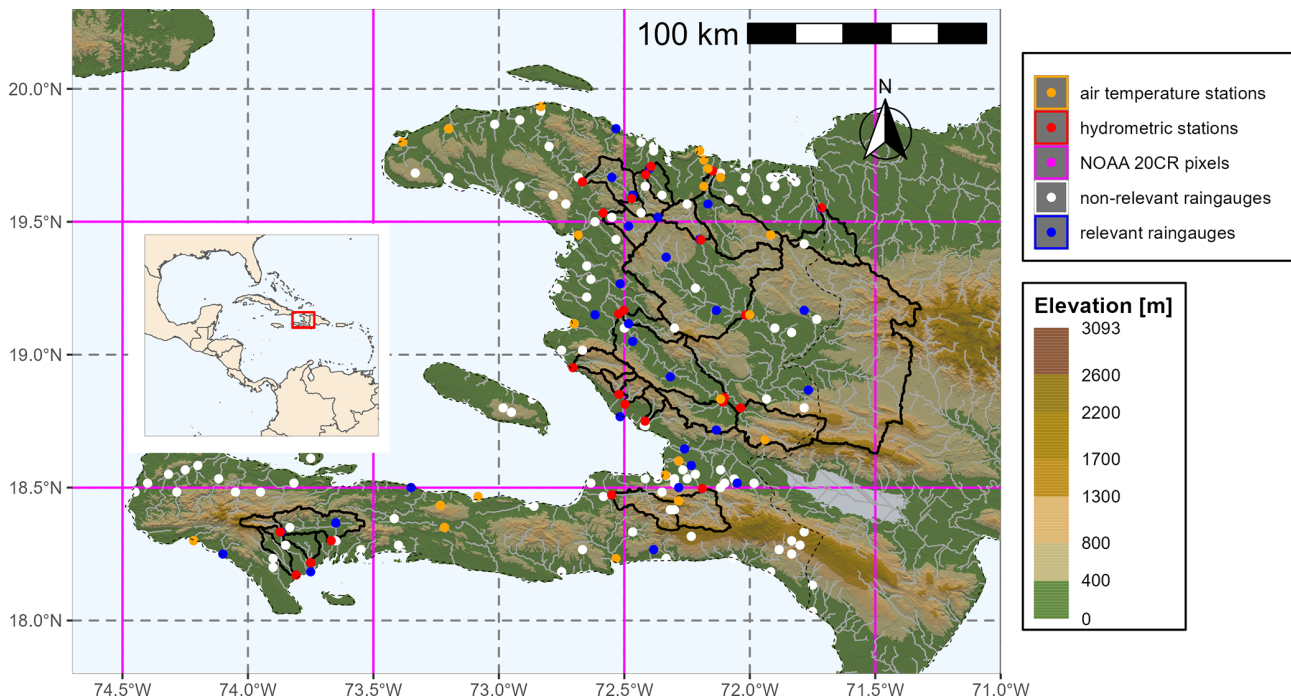 100 km
N
20.0°N
19.5°N
19.0°N
18.5°N
18.0°N
74.5°W
74.0°W
73.5°W
73.0°W
72.5°W
72.0°W
71.5°W
71.0°W
air temperature stations
hydrometric stations
NOAA 20CR pixels
non-relevant raingauges
relevant raingauges
Elevation [m]
3093
2600
2200
1700
1300
800
400
0